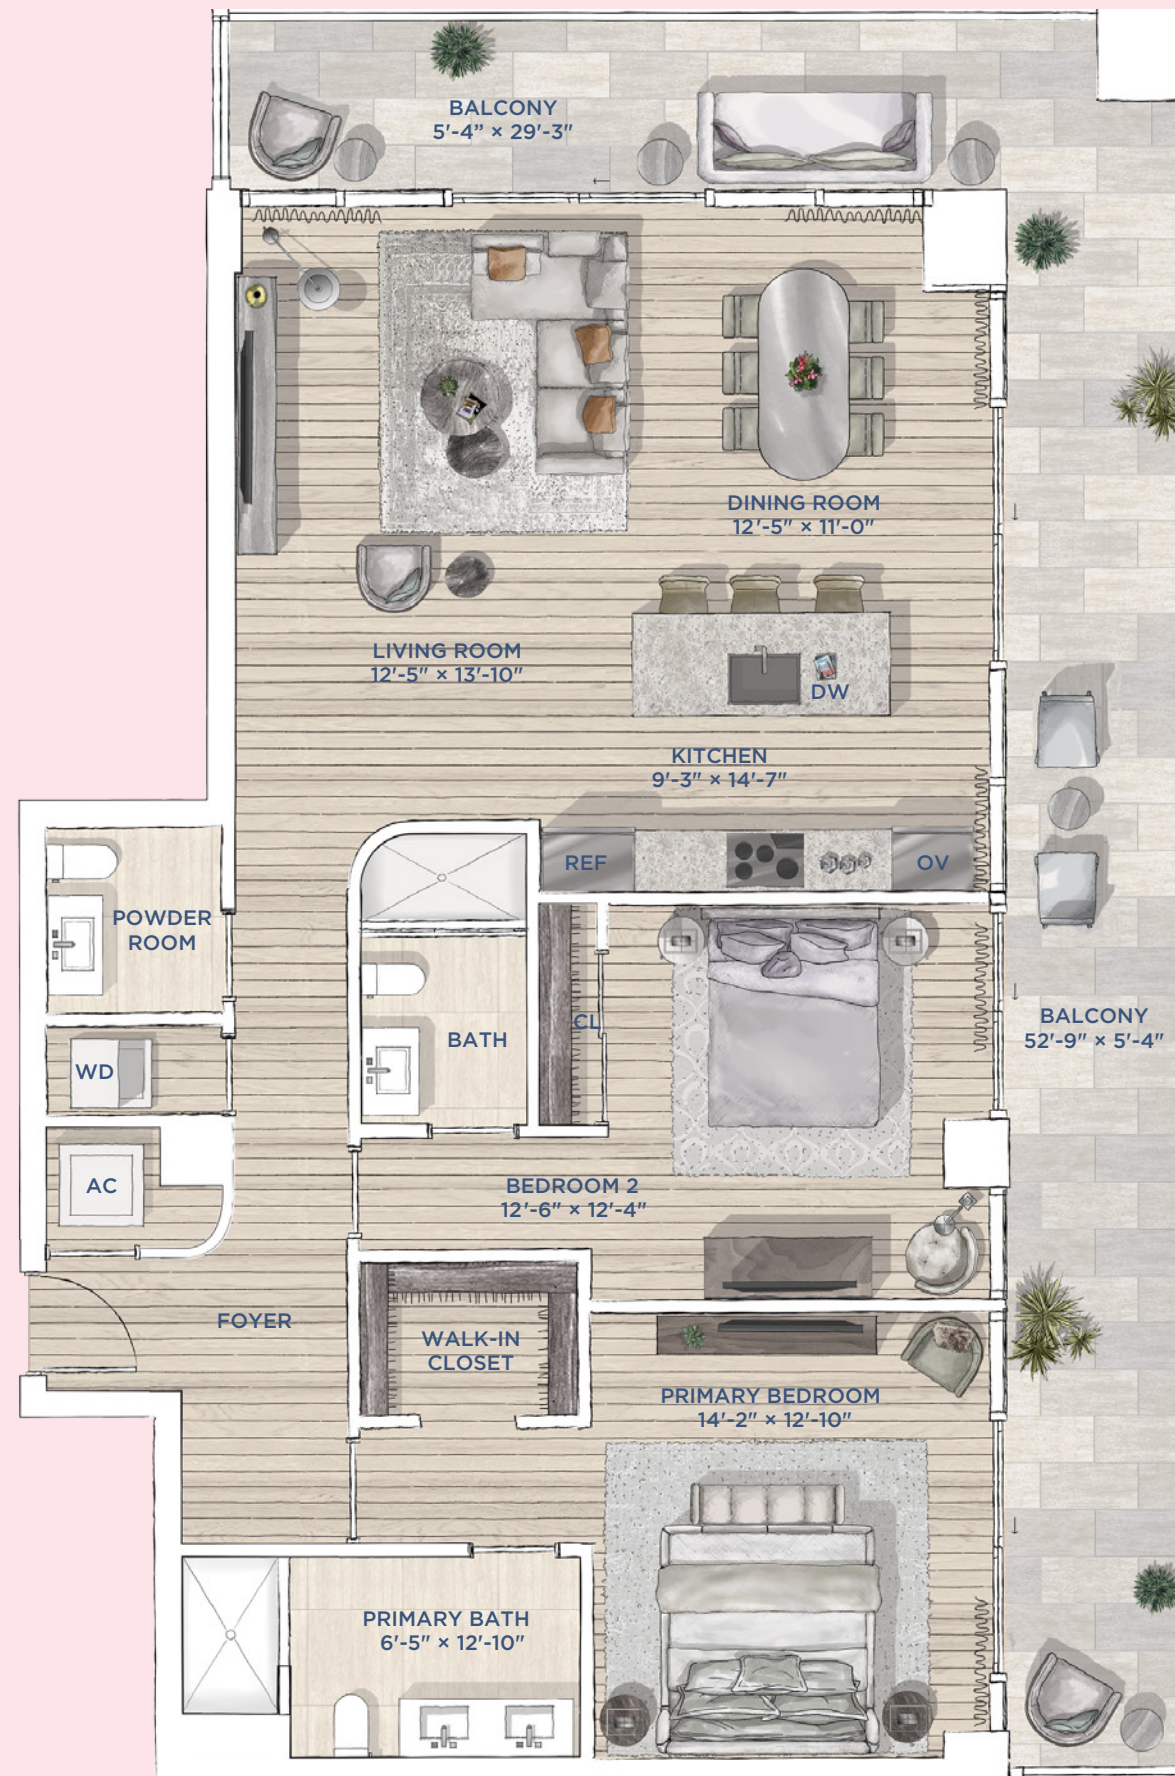 BALCONY
5'-4” × 29'-3"
DINING ROOM
12'-5" × 11'-0"
LIVING ROOM
12'-5" × 13'-10"
DW
KITCHEN
9'-3" × 14'-7"
REF
OV
POWDER
ROOM
CL
BATH
BALCONY
52'-9" × 5'-4"
WD
AC
BEDROOM 2
12'-6" × 12'-4"
FOYER
WALK-IN
CLOSET
PRIMARY BEDROOM
14'-2" × 12'-10"
PRIMARY BATH
6'-5" × 12'-10"